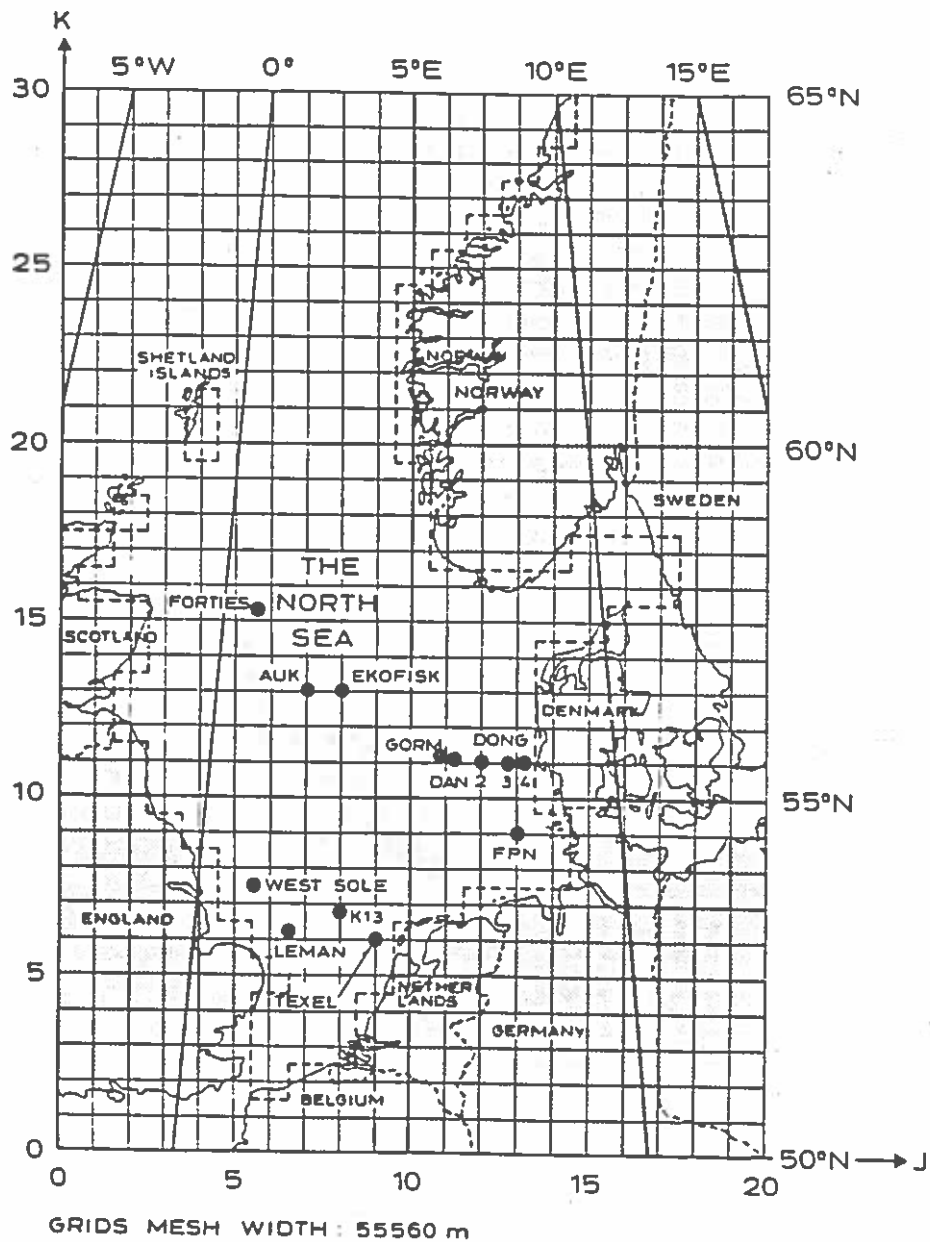 K
5°W 0° 5°E 10°E 15°E
30 65°N
25
SHETLAND
ISLANDS
NORWAY
20 60°N
SWEDEN
THE
FORTIES NORTH
15
SCOTLAND SEA
AUK EKOFISK
DENMARK
GORM DONG
DAN 2 3 4
10 55°N
FPN
WEST SOLE
K13
ENGLAND
LEMAN
5
TEXEL
NETHER
LANDS
GERMANY
BELGIUM
0 50°N J
0 5 10 15 20
GRIDS MESH WIDTH : 55560 m